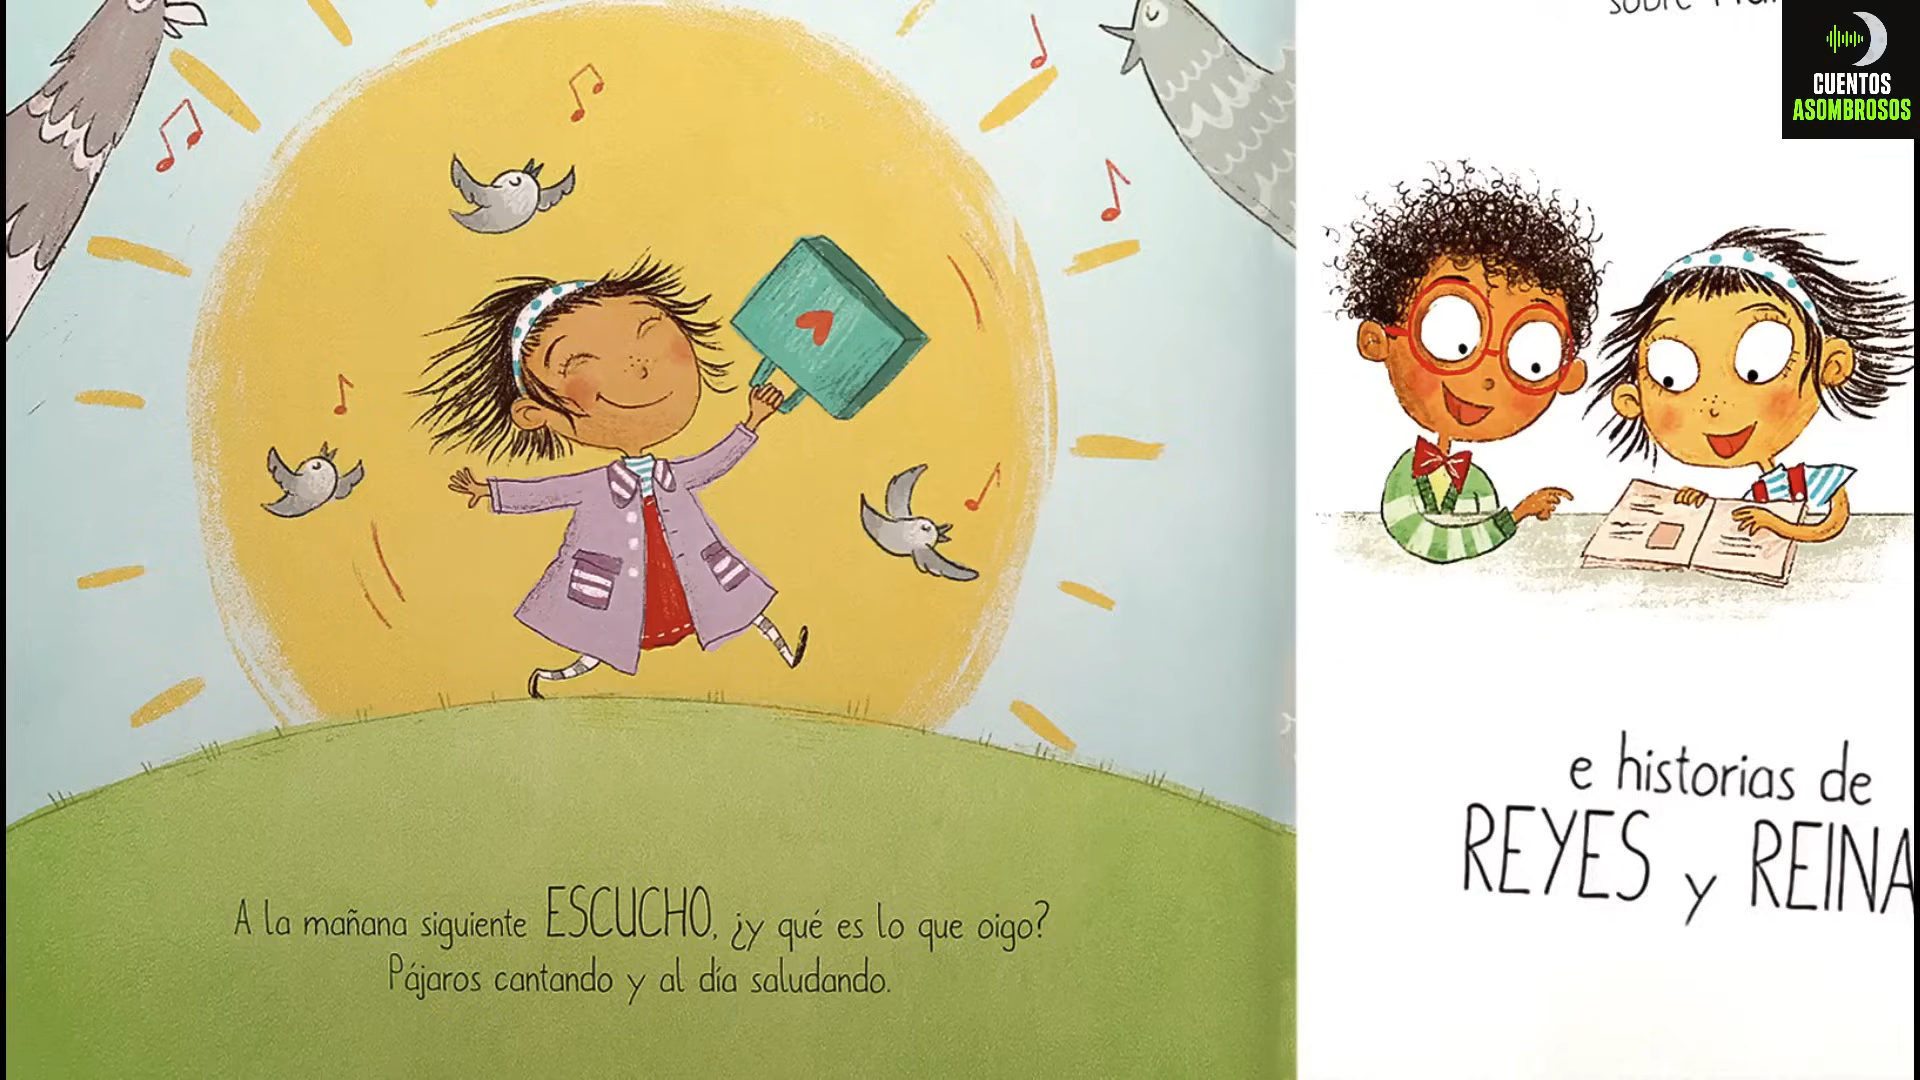 A la mañana siguiente ESCUCHO, ¿y qué es lo que oigo?
Pájaros cantando y al día saludando.
sobre
CUENTOS
ASOMBROSOS
e historias de
REYES y REINA